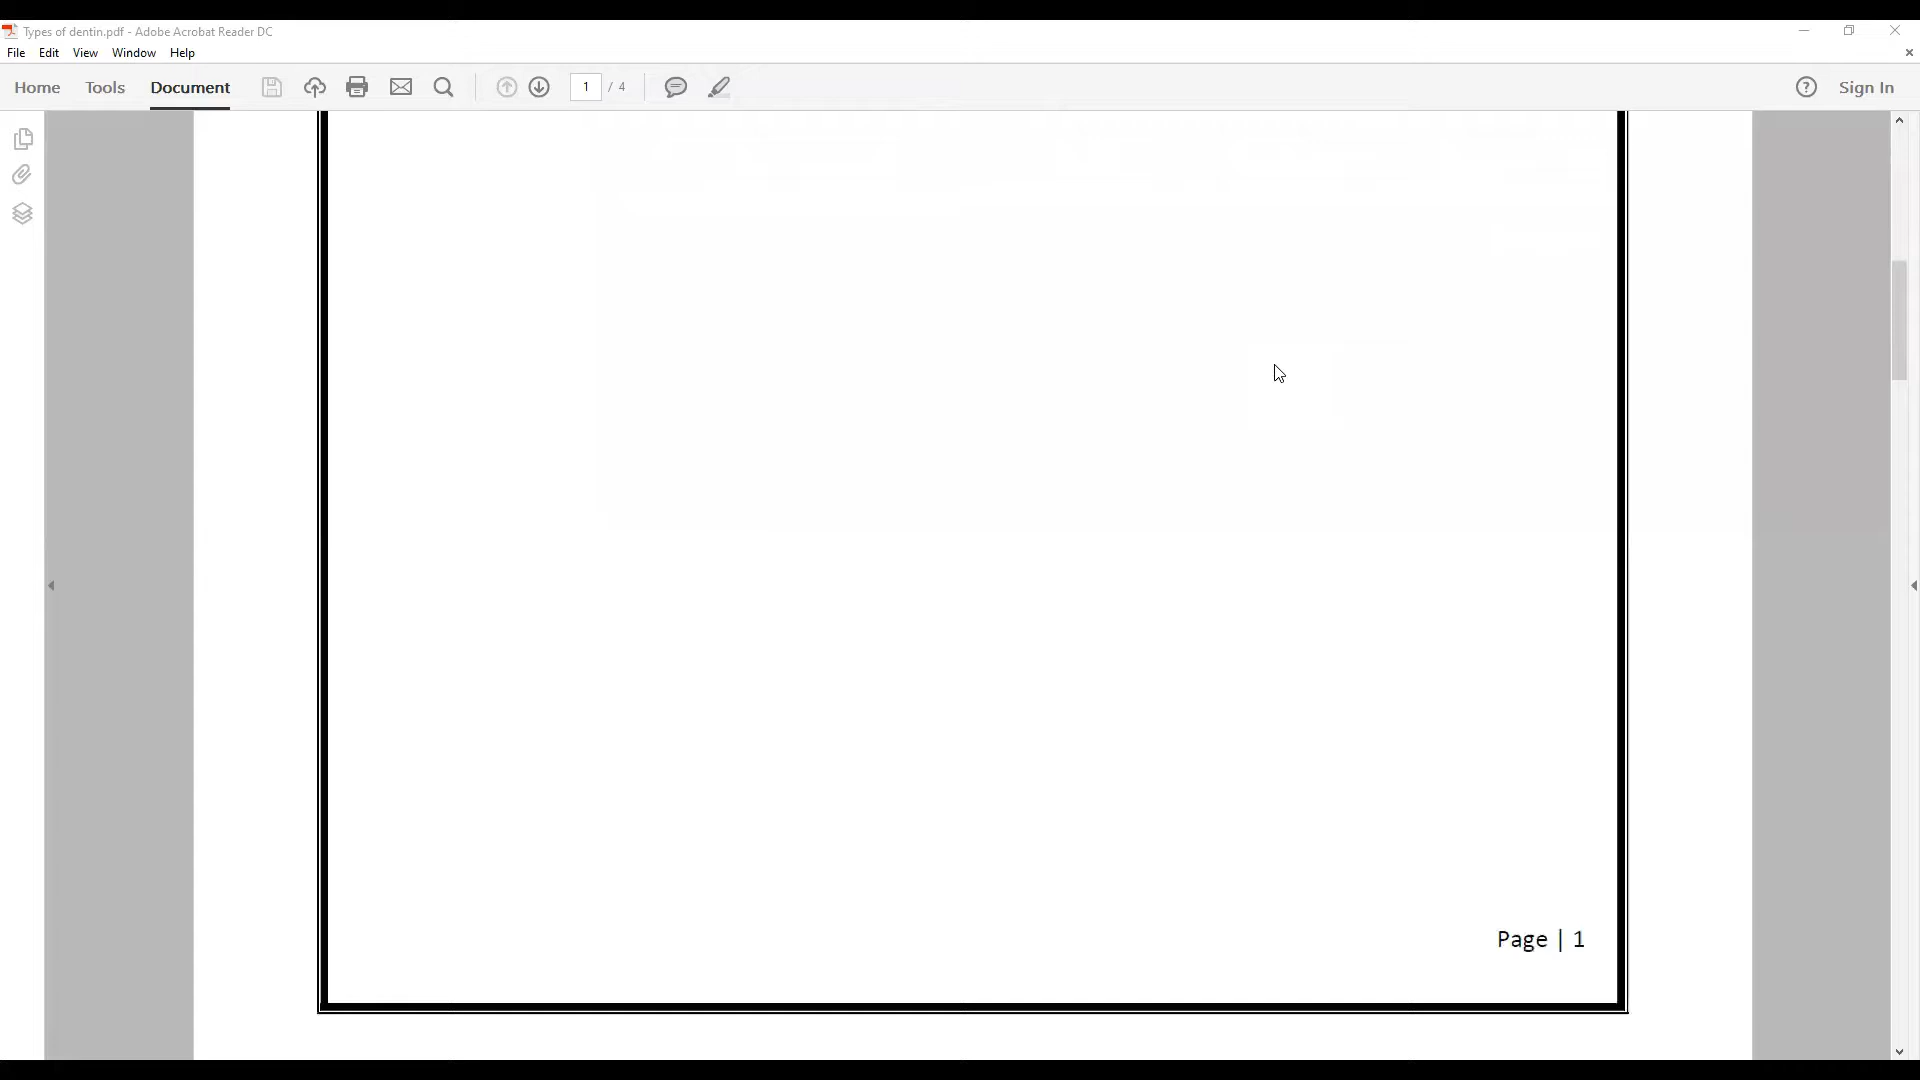 Types of dentin.pdf - Adobe Acrobat Reader DC
File Edit View Window Help
Home Tools Document 1 / 4 Sign In
Page | 1